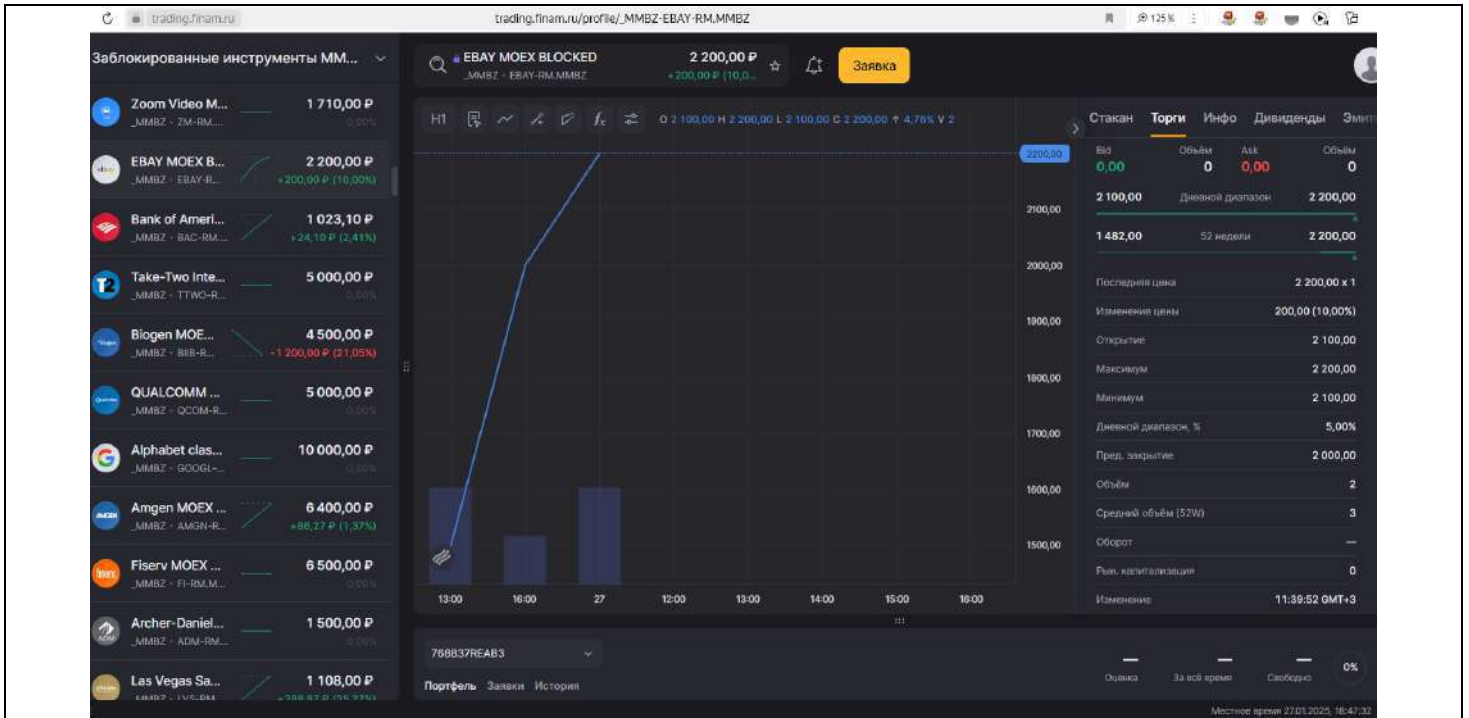 trading.finam.ru
trading.finam.ru/profile/_MMBZ-EBAY-RM.MMBZ
125 %
Заблокированные инструменты MM...
EBAY MOEX BLOCKED
_MMBZ · EBAY-RM.MMBZ
2 200,00 ₽
+200,00 ₽ (10,0...
Заявка
Zoom Video M...
1 710,00 ₽
_MMBZ · ZM-RM....
0,00%
EBAY MOEX B...
2 200,00 ₽
_MMBZ · EBAY-R...
+200,00 ₽ (10,00%)
Bank of Ameri...
1 023,10 ₽
_MMBZ · BAC-RM....
+24,10 ₽ (2,41%)
Take-Two Inte...
5 000,00 ₽
_MMBZ · TTWO-R...
0,00%
Biogen MOE...
4 500,00 ₽
_MMBZ · BIIB-R...
-1 200,00 ₽ (21,05%)
QUALCOMM ...
5 000,00 ₽
_MMBZ · QCOM-R...
0,00%
Alphabet clas...
10 000,00 ₽
_MMBZ · GOOGL-...
0,00%
Amgen MOEX ...
6 400,00 ₽
_MMBZ · AMGN-R...
+86,27 ₽ (1,37%)
Fiserv MOEX ...
6 500,00 ₽
_MMBZ · FI-RM.M...
0,00%
Archer-Daniel...
1 500,00 ₽
_MMBZ · ADM-RM...
0,00%
Las Vegas Sa...
1 108,00 ₽
H1
O 2 100,00 H 2 200,00 L 2 100,00 C 2 200,00 ↑ 4,76% V 2
2200,00
2100,00
2000,00
1900,00
1800,00
1700,00
1600,00
1500,00
13:00 16:00 27 12:00 13:00 14:00 15:00 16:00
768837REAB3
Портфель Заявки История
Стакан Торги Инфо Дивиденды Эмит
Bid Объём Ask Объём
0,00 0 0,00 0
2 100,00 Дневной диапазон 2 200,00
1 482,00 52 недели 2 200,00
Последняя цена 2 200,00 x 1
Изменение цены 200,00 (10,00%)
Открытие 2 100,00
Максимум 2 200,00
Минимум 2 100,00
Дневной диапазон, % 5,00%
Пред. закрытие 2 000,00
Объём 2
Средний объём (52W) 3
Оборот —
Рын. капитализация 0
Изменение 11:39:52 GMT+3
— — — 0%
Оценка За всё время Свободно
Местное время 27.01.2025, 18:47:32